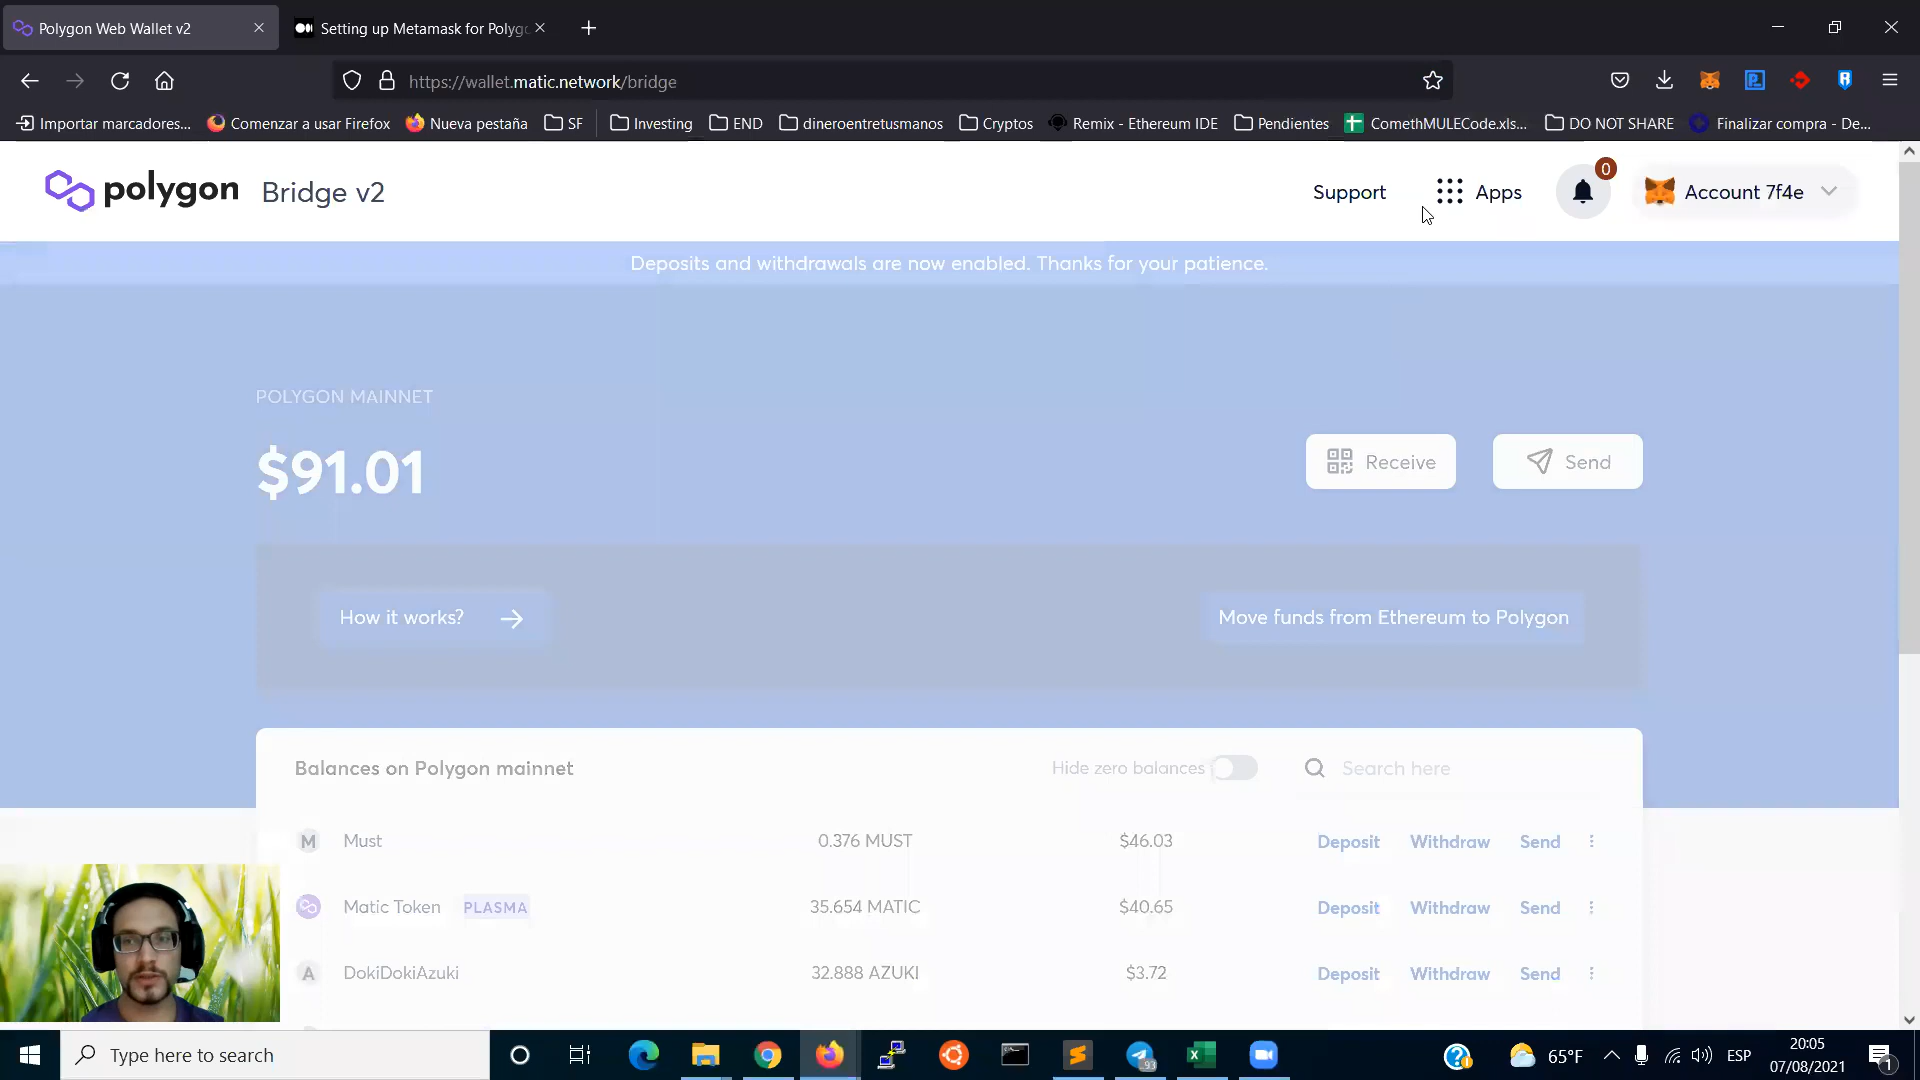 Polygon Web Wallet v2
Setting up Metamask for Polygo
https://wallet.matic.network/bridge
Importar marcadores...
Comenzar a usar Firefox
Nueva pestaña
SF
Investing
END
dineroentretusmanos
Cryptos
Remix - Ethereum IDE
Pendientes
ComethMULECode.xls...
DO NOT SHARE
Finalizar compra - De...
polygon Bridge v2
Support
Apps
0
Account 7f4e
Deposits and withdrawals are now enabled. Thanks for your patience.
POLYGON MAINNET
$91.01
Receive
Send
How it works?
Move funds from Ethereum to Polygon
Balances on Polygon mainnet
Hide zero balances
Search here
M Must 0.376 MUST $46.03 Deposit Withdraw Send
Matic Token PLASMA 35.654 MATIC $40.65 Deposit Withdraw Send
A DokiDokiAzuki 32.888 AZUKI $3.72 Deposit Withdraw Send
Type here to search
93
65°F
ESP
20:05
07/08/2021
1